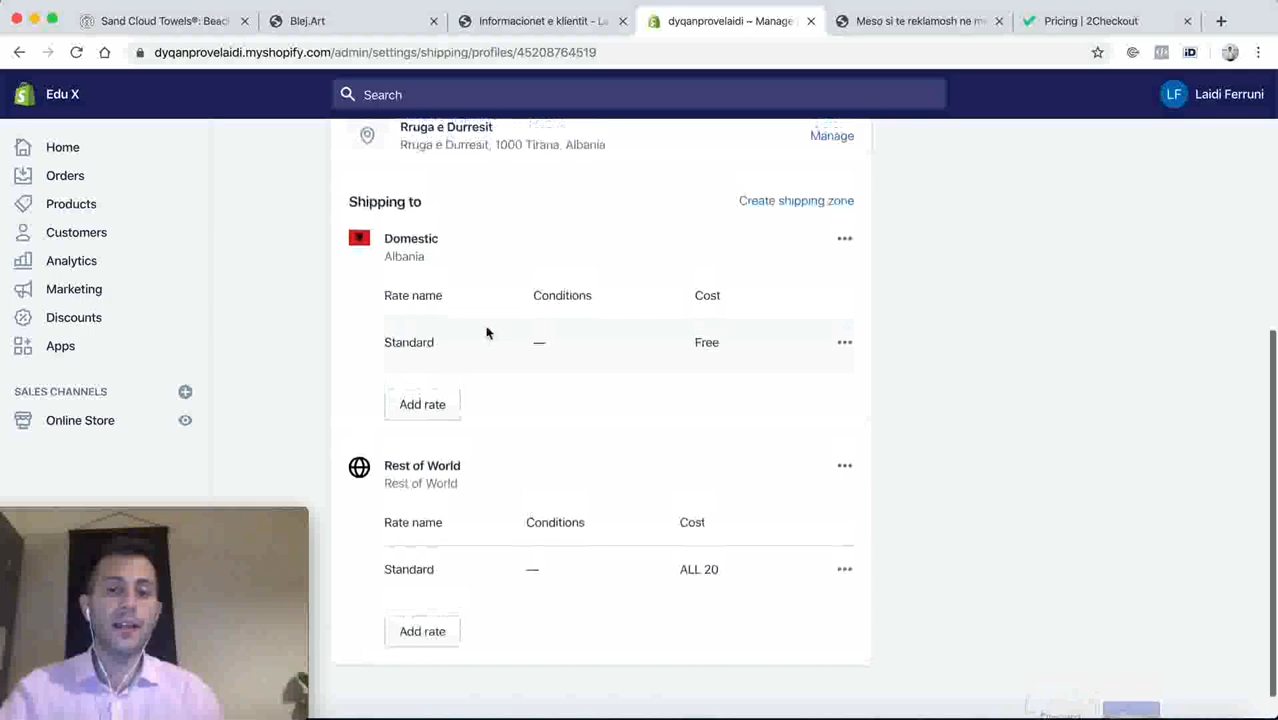 Sand Cloud Towels®: Beac
Blej.Art
Informacionet e klientit - La
dyqanprovelaidi ~ Manage
Meso si te reklamosh ne m
Pricing | 2Checkout
dyqanprovelaidi.myshopify.com/admin/settings/shipping/profiles/45208764519
iD
Edu X
Search
LF
Laidi Ferruni
Home
Orders
Products
Customers
Analytics
Marketing
Discounts
Apps
SALES CHANNELS
Online Store
Rruga e Durresit
Rruga e Durresit, 1000 Tirana, Albania
Manage
Shipping to
Create shipping zone
Domestic
Albania
Rate name
Conditions
Cost
Standard
—
Free
Add rate
Rest of World
Rest of World
Rate name
Conditions
Cost
Standard
—
ALL 20
Add rate